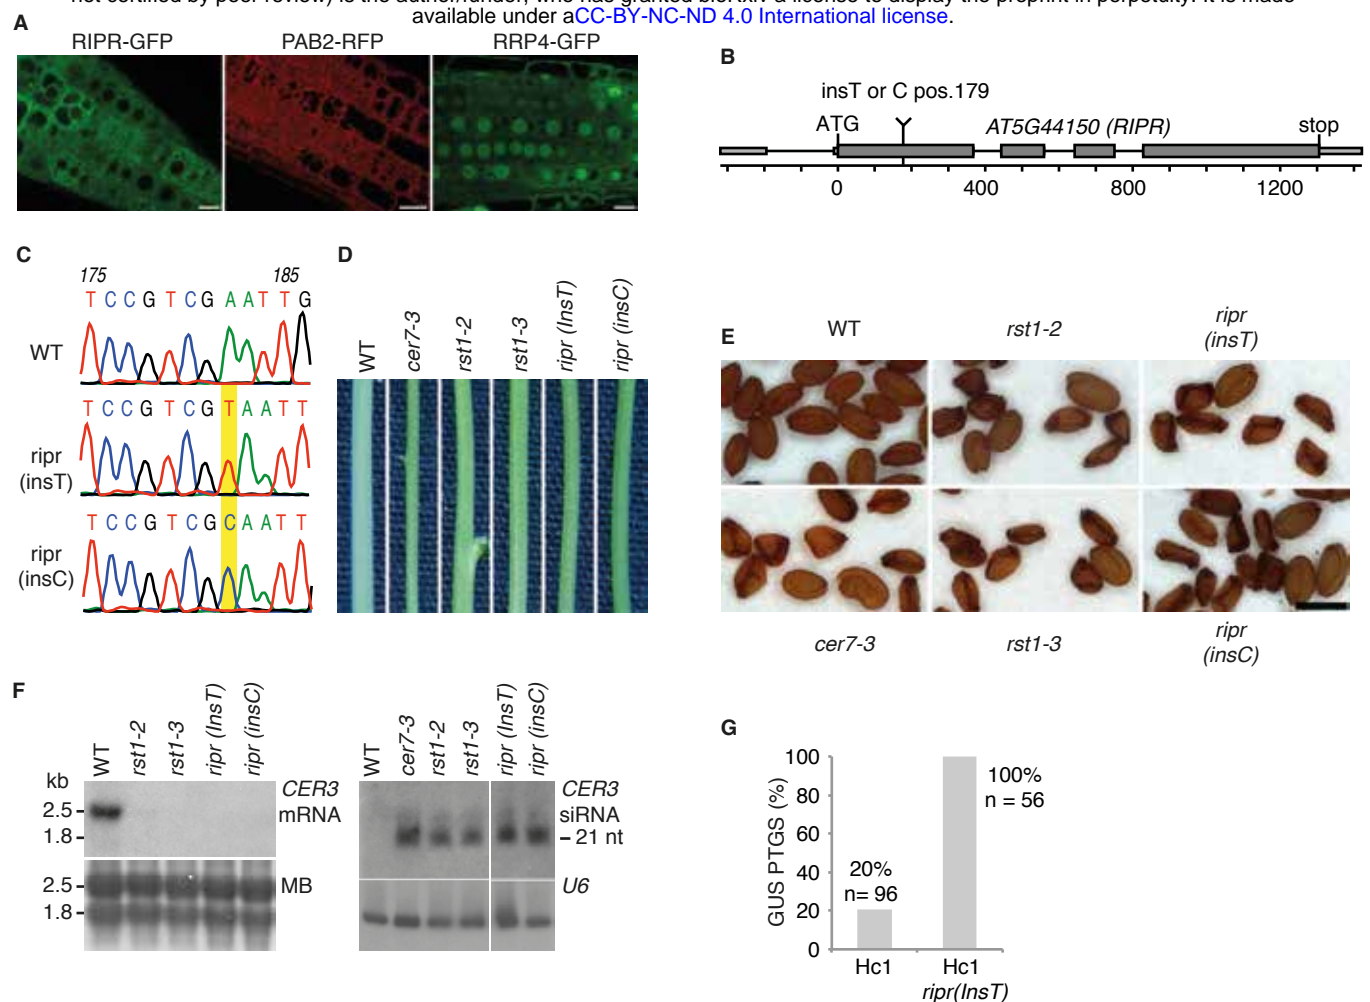 available under aCC-BY-NC-ND 4.0 International license.
A
RIPR-GFP PAB2-RFP RRP4-GFP
B
insT or C pos.179
ATG AT5G44150 (RIPR) stop
0 400 800 1200
C
175 185
T C C G T C G A A T T G
WT
T C C G T C G T A A T T
ripr
(insT)
T C C G T C G C A A T T
ripr
(insC)
D
WT
cer7-3
rst1-2
rst1-3
ripr (InsT)
ripr (insC)
E
WT rst1-2 ripr
(insT)
cer7-3 rst1-3 ripr
(insC)
F
WT
rst1-2
rst1-3
ripr (InsT)
ripr (insC)
kb
2.5
1.8
CER3
mRNA
2.5
1.8
MB
WT
cer7-3
rst1-2
rst1-3
ripr (InsT)
ripr (insC)
CER3
siRNA
21 nt
U6
G
GUS PTGS (%)
100
80
60
40
20
0
20%
n= 96
100%
n = 56
Hc1 Hc1
ripr(InsT)